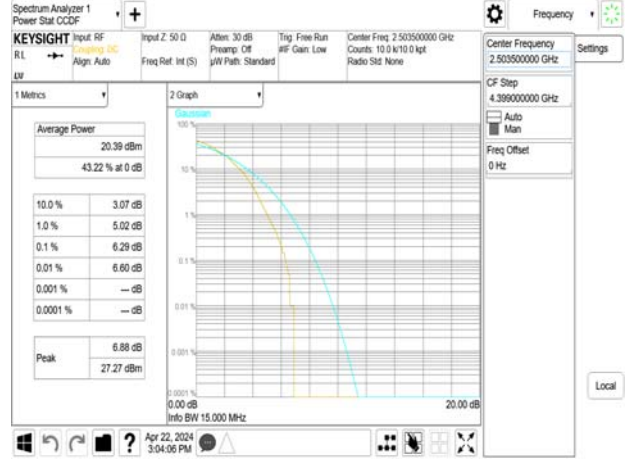 Spectrum Analyzer 1
Power Stat CCDF
Frequency
KEYSIGHT
RL
Input: RF
Coupling: DC
Align: Auto
Input Z: 50 Ω
Freq Ref: Int (S)
Atten: 30 dB
Preamp: Off
µW Path: Standard
Trig: Free Run
#IF Gain: Low
Center Freq: 2.503500000 GHz
Counts: 10.0 k/10.0 kpt
Radio Std: None
Center Frequency
2.503500000 GHz
Settings
CF Step
4.399000000 GHz
Auto
Man
Freq Offset
0 Hz
1 Metrics
2 Graph
Average Power
20.39 dBm
43.22 % at 0 dB
10.0 % 3.07 dB
1.0 % 5.02 dB
0.1 % 6.29 dB
0.01 % 6.60 dB
0.001 % --- dB
0.0001 % --- dB
Peak
6.88 dB
27.27 dBm
Gaussian
100 %
10 %
1 %
0.1 %
0.01 %
0.001 %
0.0001 %
0.00 dB
20.00 dB
Info BW 15.000 MHz
Local
?
Apr 22, 2024
3:04:06 PM